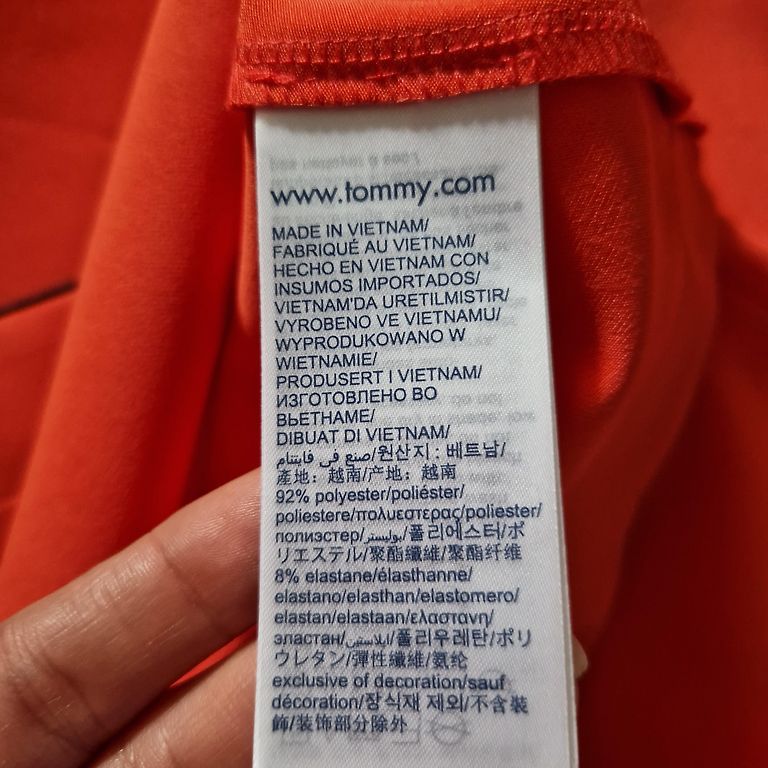 www.tommy.com
MADE IN VIETNAM/
FABRIQUÉ AU VIETNAM/
HECHO EN VIETNAM CON
INSUMOS IMPORTADOS/
VIETNAM'DA URETILMISTIR/
VYROBENO VE VIETNAMU/
WYPRODUKOWANO W
WIETNAMIE/
PRODUSERT I VIETNAM/
ИЗГОТОВЛЕНО ВО
ВЬЕТНАМЕ/
DIBUAT DI VIETNAM/
صنع في فايتنام/원산지 : 베트남/
產地：越南/产地：越南
92% polyester/poliéster/
poliestere/πολυεστερας/poliester/
полиэстер/بوليستر/폴리에스터/ポ
リエステル/聚酯纖維/聚酯纤维
8% elastane/élasthanne/
elastano/elasthan/elastomero/
elastan/elastaan/ελαστανη/
эластан/ايلاستين/폴리우레탄/ポリ
ウレタン/彈性纖維/氨纶
exclusive of decoration/sauf
décoration/장식재 제외/不含裝
飾/装饰部分除外